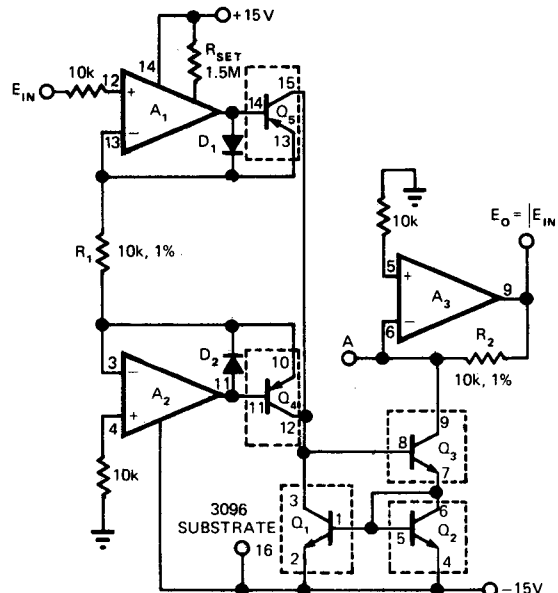 +15V
14
R_SET
1.5M
10k
E_IN
12
+
A_1
−
13
15
14
Q_5
13
D_1
R_1
10k, 1%
10k
5
+
A_3
−
6
9
E_O = |E_IN
A
R_2
10k, 1%
3
−
A_2
+
4
D_2
11
10
11
Q_4
12
10k
9
8
Q_3
7
3096
SUBSTRATE
16
3
Q_1
1
2
6
5
Q_2
4
−15V